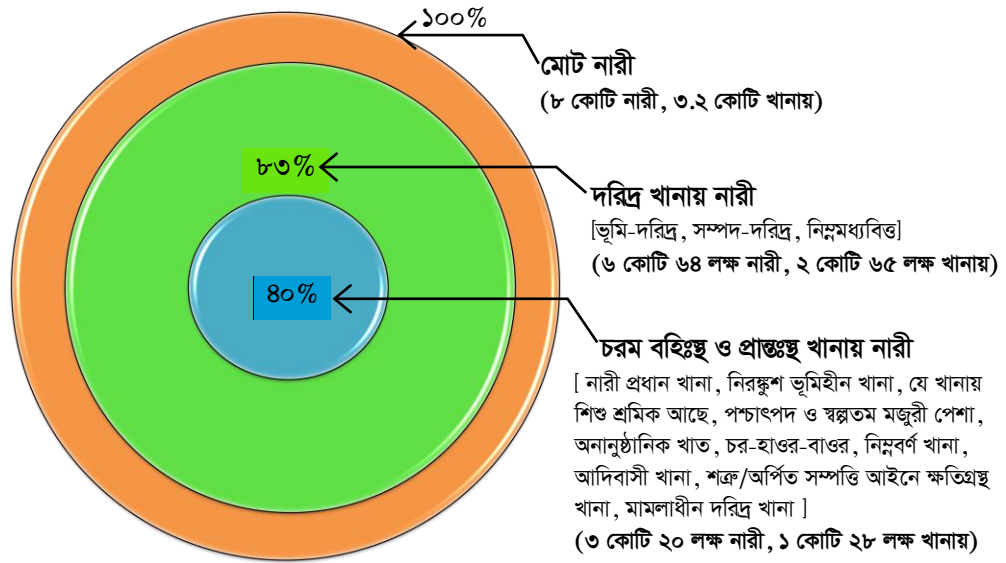 ১০০%
মোট নারী
(৮ কোটি নারী, ৩.২ কোটি খানায়)
৮৩%
দরিদ্র খানায় নারী
[ভূমি-দরিদ্র, সম্পদ-দরিদ্র, নিম্নমধ্যবিত্ত]
(৬ কোটি ৬৪ লক্ষ নারী, ২ কোটি ৬৫ লক্ষ খানায়)
৪০%
চরম বহিঃস্থ ও প্রান্তঃস্থ খানায় নারী
[ নারী প্রধান খানা, নিরঙ্কুশ ভূমিহীন খানা, যে খানায়
শিশু শ্রমিক আছে, পশ্চাৎপদ ও স্বল্পতম মজুরী পেশা,
অনানুষ্ঠানিক খাত, চর-হাওর-বাওর, নিম্নবর্ণ খানা,
আদিবাসী খানা, শত্রু/অর্পিত সম্পত্তি আইনে ক্ষতিগ্রস্থ
খানা, মামলাধীন দরিদ্র খানা ]
(৩ কোটি ২০ লক্ষ নারী, ১ কোটি ২৮ লক্ষ খানায়)